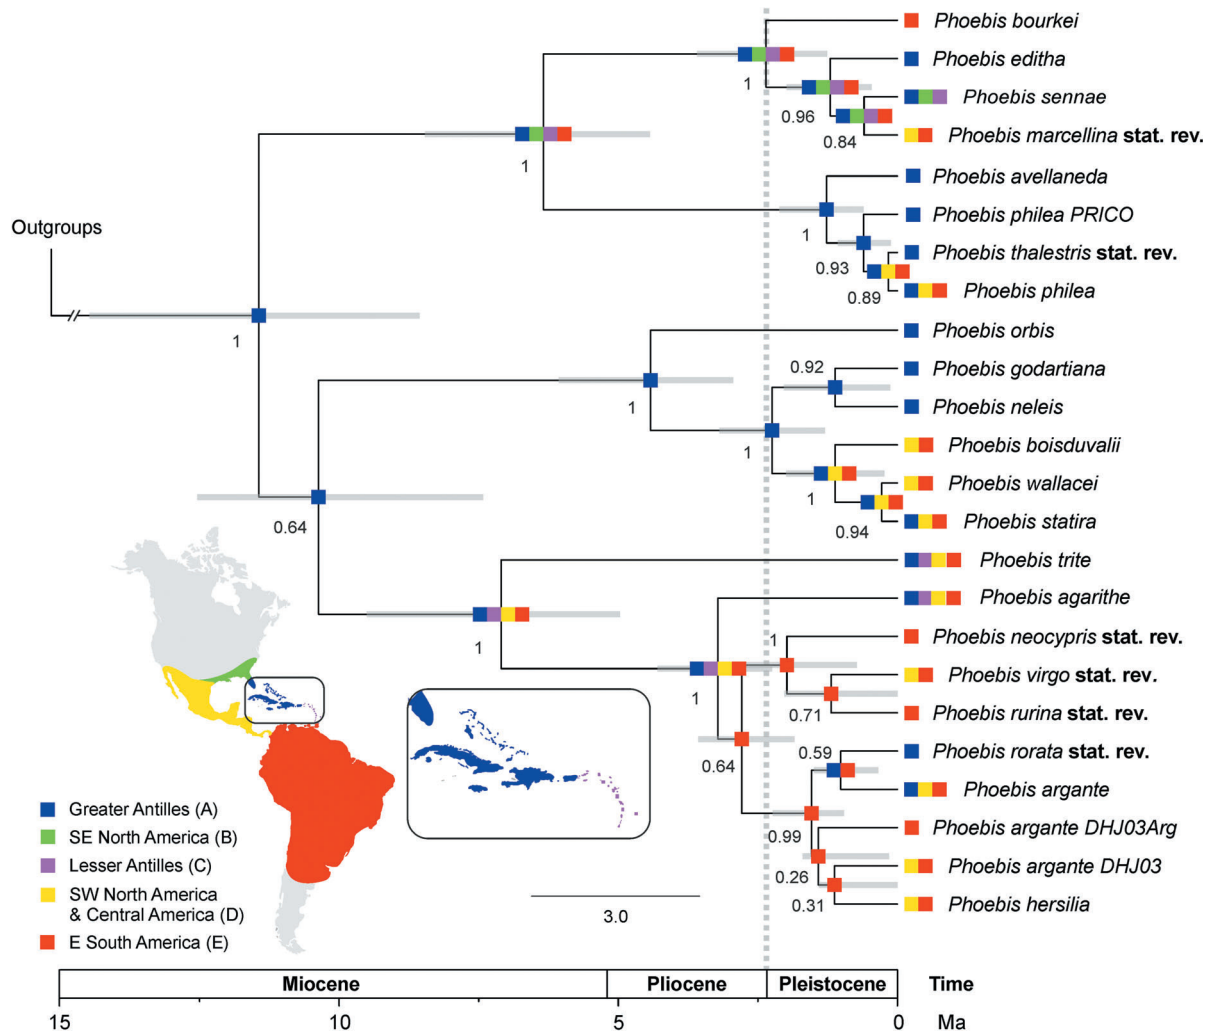 Phoebis bourkei
Phoebis editha
1
Phoebis sennae
0.96
Phoebis marcellina stat. rev.
0.84
1
Phoebis avellaneda
Phoebis philea PRICO
Outgroups
1
Phoebis thalestris stat. rev.
0.93
Phoebis philea
0.89
1
Phoebis orbis
0.92
Phoebis godartiana
1
Phoebis neleis
Phoebis boisduvalii
1
Phoebis wallacei
1
Phoebis statira
0.64
0.94
Phoebis trite
Phoebis agarithe
1
1
Phoebis neocypris stat. rev.
Phoebis virgo stat. rev.
1
0.71
Phoebis rurina stat. rev.
0.59
Phoebis rorata stat. rev.
0.64
Phoebis argante
Phoebis argante DHJ03Arg
0.99
Phoebis argante DHJ03
0.26
Phoebis hersilia
0.31
Greater Antilles (A)
SE North America (B)
Lesser Antilles (C)
SW North America
& Central America (D)
E South America (E)
3.0
Miocene Pliocene Pleistocene Time
15 10 5 0 Ma